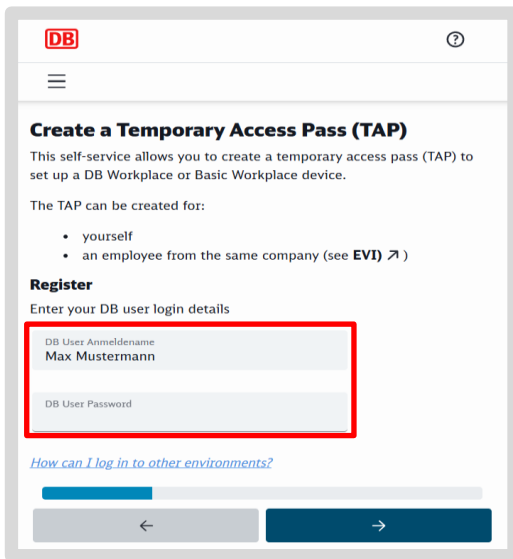 DB
Create a Temporary Access Pass (TAP)
This self-service allows you to create a temporary access pass (TAP) to
set up a DB Workplace or Basic Workplace device.
The TAP can be created for:
• yourself
• an employee from the same company (see EVI) ↗ )
Register
Enter your DB user login details
DB User Anmeldename
Max Mustermann
DB User Password
How can I log in to other environments?